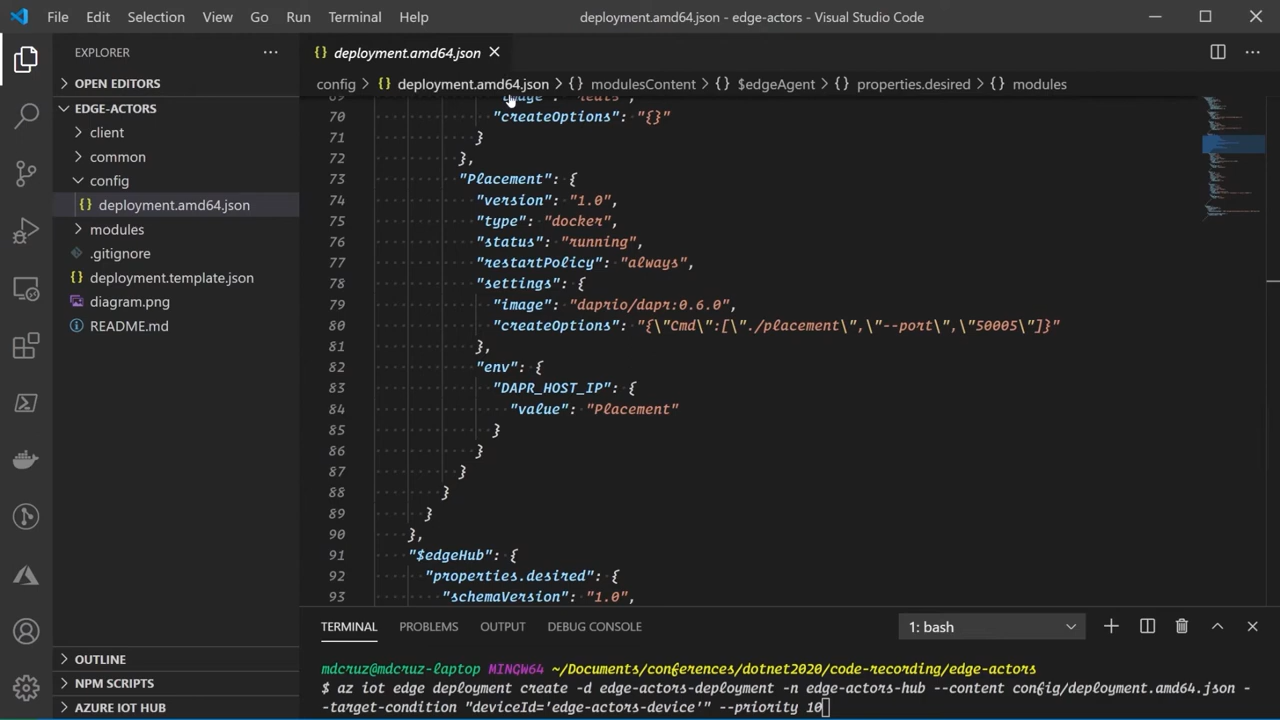 File Edit Selection View Go Run Terminal Help
deployment.amd64.json - edge-actors - Visual Studio Code
EXPLORER
OPEN EDITORS
EDGE-ACTORS
client
common
config
{} deployment.amd64.json
modules
.gitignore
{} deployment.template.json
diagram.png
README.md
OUTLINE
NPM SCRIPTS
AZURE IOT HUB
{} deployment.amd64.json
config > {} deployment.amd64.json > {} modulesContent > {} $edgeAgent > {} properties.desired > {} modules
69 "image": "redis",
70 "createOptions": "{}"
71 }
72 },
73 "Placement": {
74 "version": "1.0",
75 "type": "docker",
76 "status": "running",
77 "restartPolicy": "always",
78 "settings": {
79 "image": "daprio/dapr:0.6.0",
80 "createOptions": "{\"Cmd\":[\"./placement\",\"--port\",\"50005\"]}"
81 },
82 "env": {
83 "DAPR_HOST_IP": {
84 "value": "Placement"
85 }
86 }
87 }
88 }
89 }
90 },
91 "$edgeHub": {
92 "properties.desired": {
93 "schemaVersion": "1.0",
TERMINAL PROBLEMS OUTPUT DEBUG CONSOLE
1: bash
mdcruz@mdcruz-laptop MINGW64 ~/Documents/conferences/dotnet2020/code-recording/edge-actors
$ az iot edge deployment create -d edge-actors-deployment -n edge-actors-hub --content config/deployment.amd64.json -
-target-condition "deviceId='edge-actors-device'" --priority 10